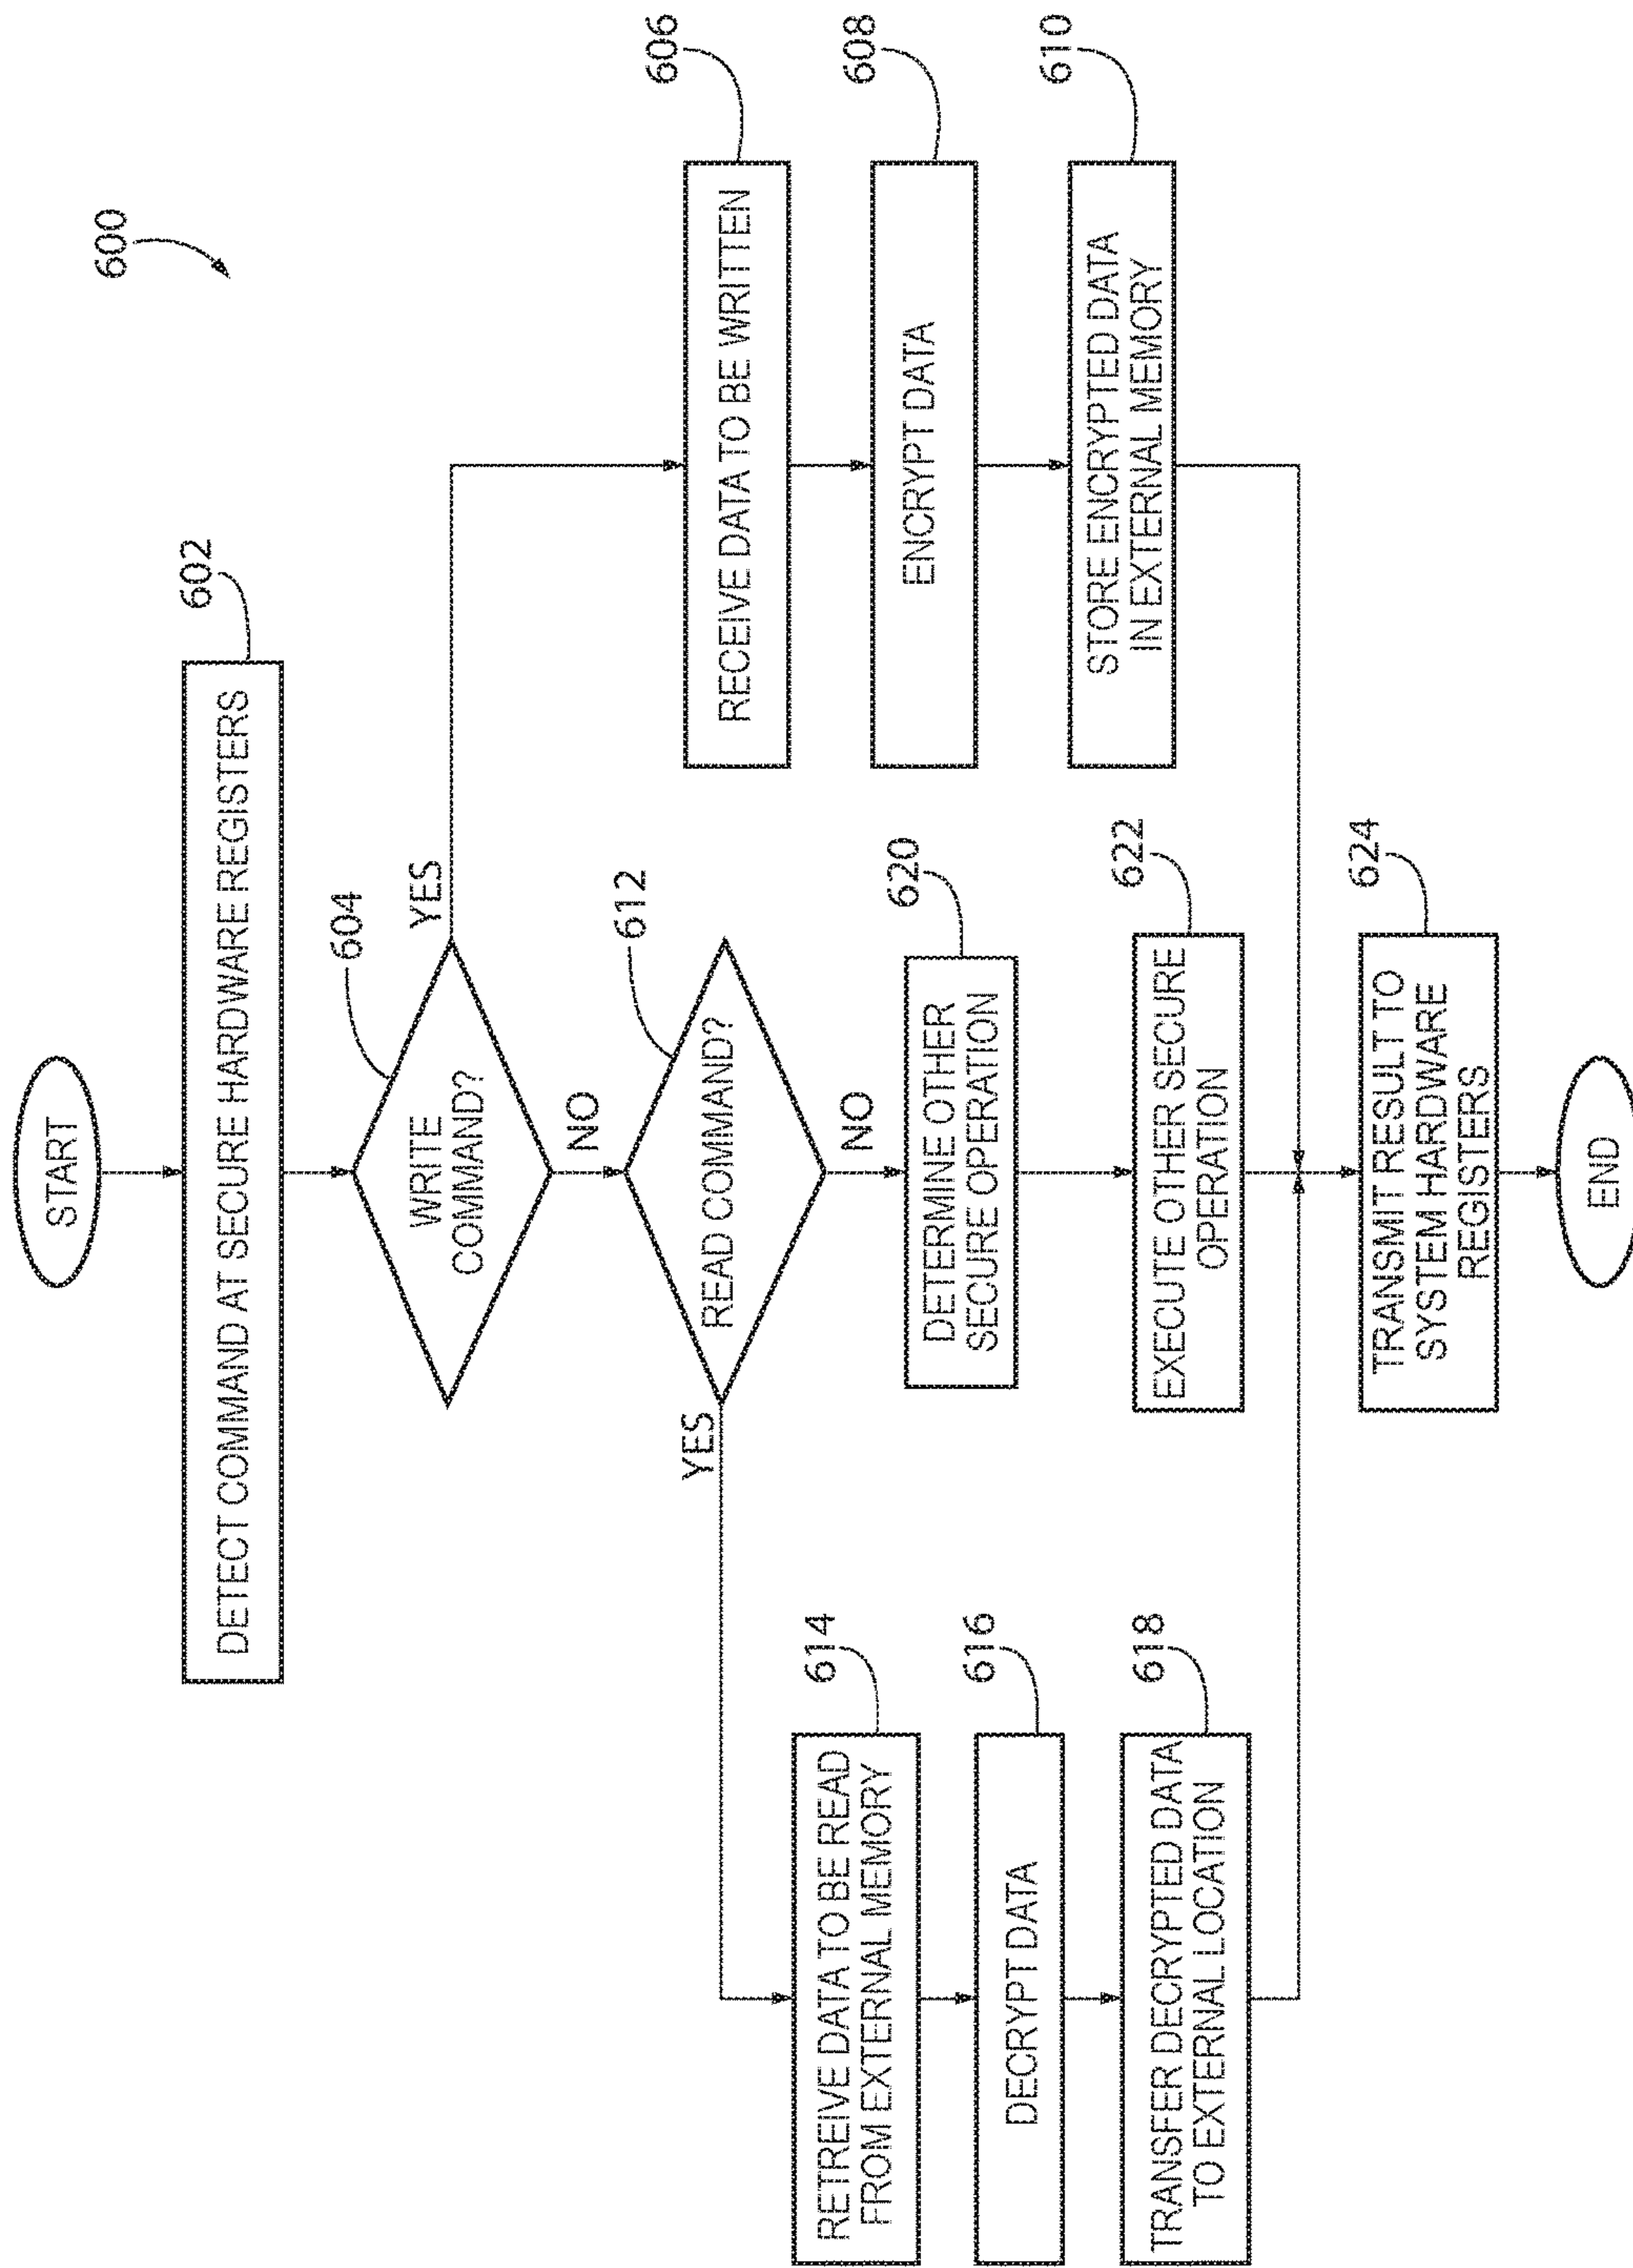 600
START
602
DETECT COMMAND AT SECURE HARDWARE REGISTERS
604
WRITE
COMMAND?
YES
NO
606
RECEIVE DATA TO BE WRITTEN
608
ENCRYPT DATA
610
STORE ENCRYPTED DATA
IN EXTERNAL MEMORY
612
READ COMMAND?
YES
NO
614
RETREIVE DATA TO BE READ
FROM EXTERNAL MEMORY
616
DECRYPT DATA
618
TRANSFER DECRYPTED DATA
TO EXTERNAL LOCATION
620
DETERMINE OTHER
SECURE OPERATION
622
EXECUTE OTHER SECURE
OPERATION
624
TRANSMIT RESULT TO
SYSTEM HARDWARE
REGISTERS
END